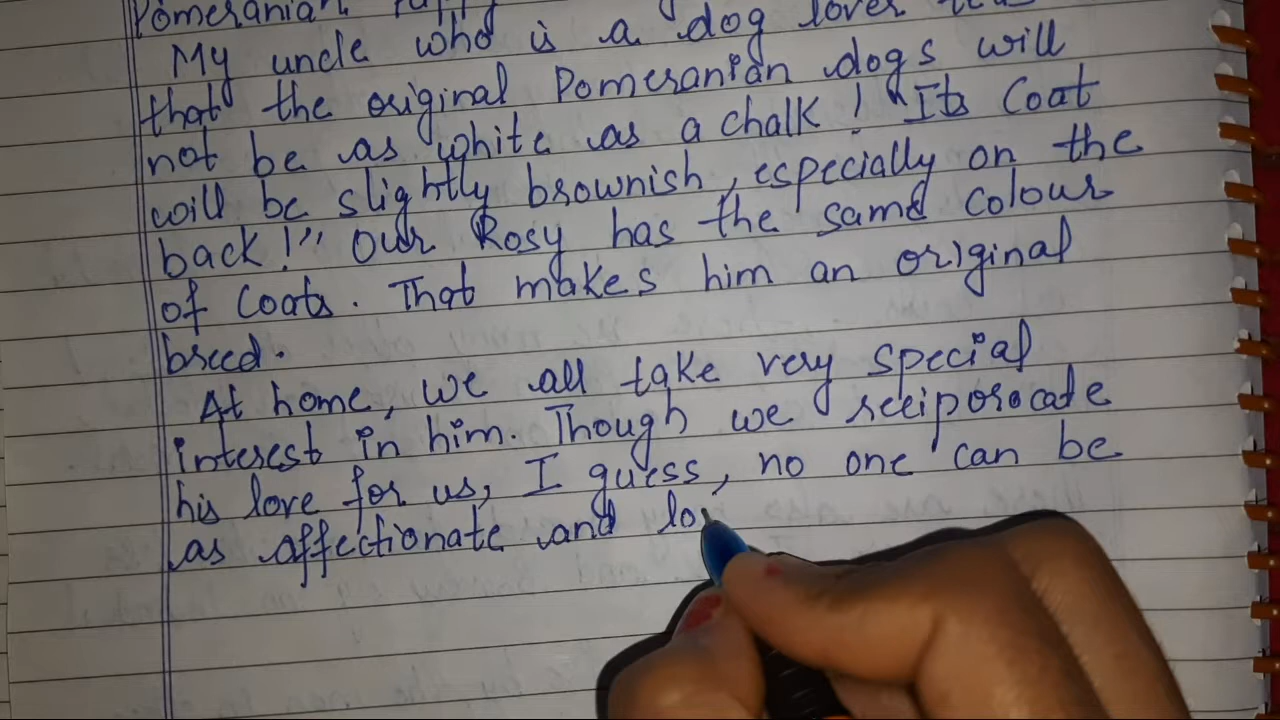 Pomeranian
My uncle who is a dog lover
that the original Pomeranian dogs will
not be as white as a chalk! "Its Coat
will be slightly brownish, especially on the
back!" Our Rosy has the same colour
of Coats. That makes him an original
breed.
At home, we all take very special
interest in him. Though we reciporocate
his love for us, I guess, no one can be
as affectionate and lo